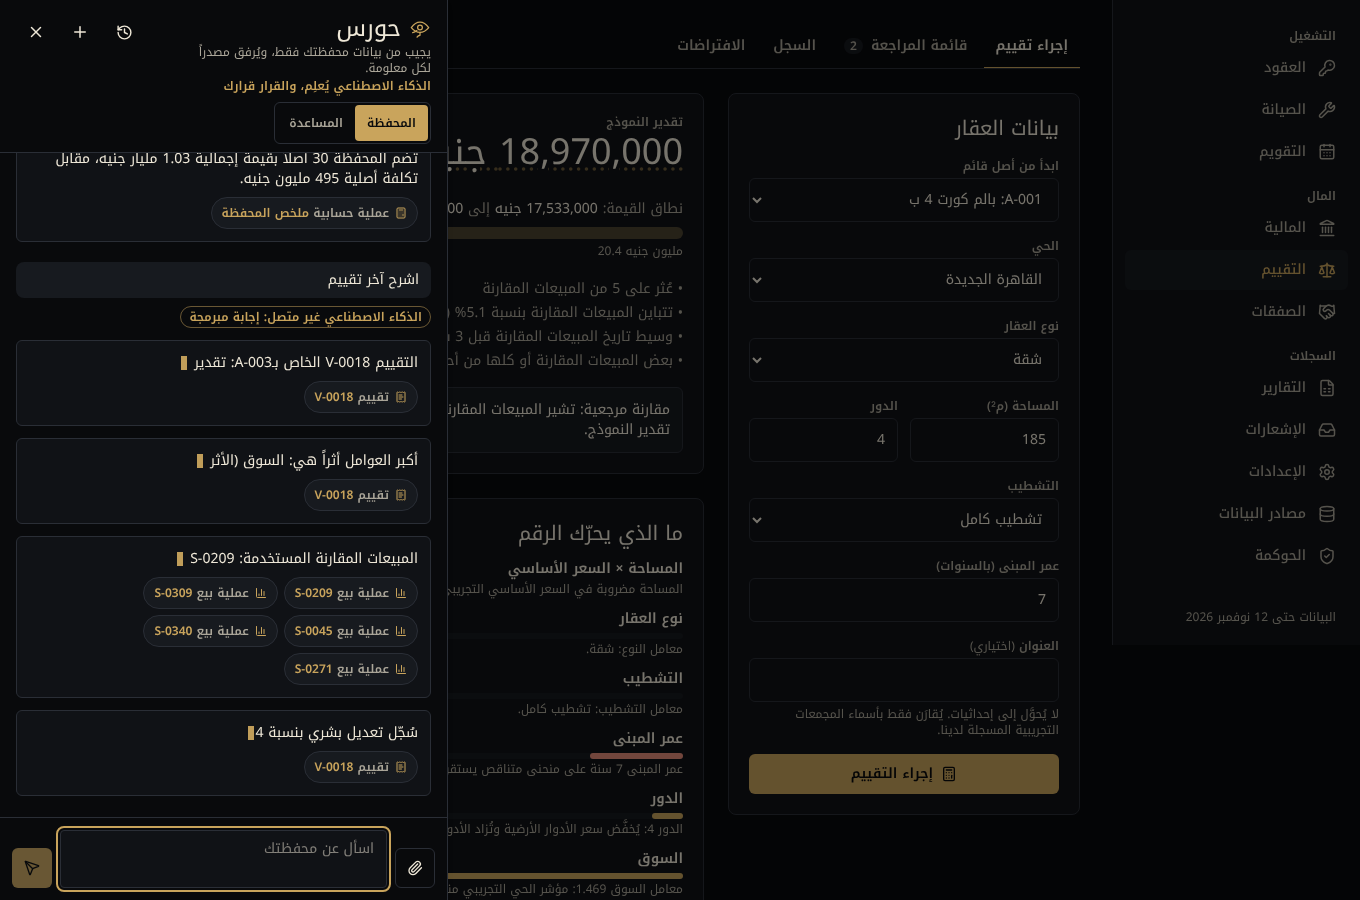 حورس
يجيب من بيانات محفظتك فقط، ويُرفق مصدراً
لكل معلومة.
الذكاء الاصطناعي يُعلِم، والقرار قرارك
المحفظة
المساعدة
تضم المحفظة 30 أصلاً بقيمة إجمالية 1.03 مليار جنيه، مقابل
تكلفة أصلية 495 مليون جنيه.
عملية حسابية ملخص المحفظة
اشرح آخر تقييم
الذكاء الاصطناعي غير متصل: إجابة مبرمجة
التقييم V-0018 الخاص بـA-003: تقدير
تقييم V-0018
أكبر العوامل أثراً هي: السوق (الأثر
تقييم V-0018
المبيعات المقارنة المستخدمة: S-0209
عملية بيع S-0209
عملية بيع S-0309
عملية بيع S-0045
عملية بيع S-0340
عملية بيع S-0271
سُجّل تعديل بشري بنسبة 4
تقييم V-0018
اسأل عن محفظتك
إجراء تقييم
قائمة المراجعة 2
السجل
الافتراضات
بيانات العقار
ابدأ من أصل قائم
A-001: بالم كورت 4 ب
الحي
القاهرة الجديدة
نوع العقار
شقة
المساحة (م²)
الدور
185
4
التشطيب
تشطيب كامل
عمر المبنى (بالسنوات)
7
العنوان (اختياري)
لا يُحوَّل إلى إحداثيات. يُقارَن فقط بأسماء المجمعات
التجريبية المسجلة لدينا.
إجراء التقييم
تقدير النموذج
18,970,000
نطاق القيمة: 17,533,000 جنيه إلى
20.4 مليون جنيه
• عُثر على 5 من المبيعات المقارنة
• تتباين المبيعات المقارنة بنسبة 5.1%
• وسيط تاريخ المبيعات المقارنة قبل 3
• بعض المبيعات المقارنة أو كلها من
مقارنة مرجعية: تشير المبيعات
تقدير النموذج.
ما الذي يحرّك الرقم
المساحة × السعر الأساسي
المساحة مضروبة في السعر الأساسي
نوع العقار
معامل النوع: شقة.
التشطيب
معامل التشطيب: تشطيب كامل.
عمر المبنى
عمر المبنى 7 سنة على منحنى متناقص
الدور
الدور 4: يُخفَّض سعر الأدوار الأرضية وتُزاد
السوق
معامل السوق 1.469: مؤشر الحي التجريبي
التشغيل
العقود
الصيانة
التقويم
المال
المالية
التقييم
الصفقات
السجلات
التقارير
الإشعارات
الإعدادات
مصادر البيانات
الحوكمة
البيانات حتى 12 نوفمبر 2026